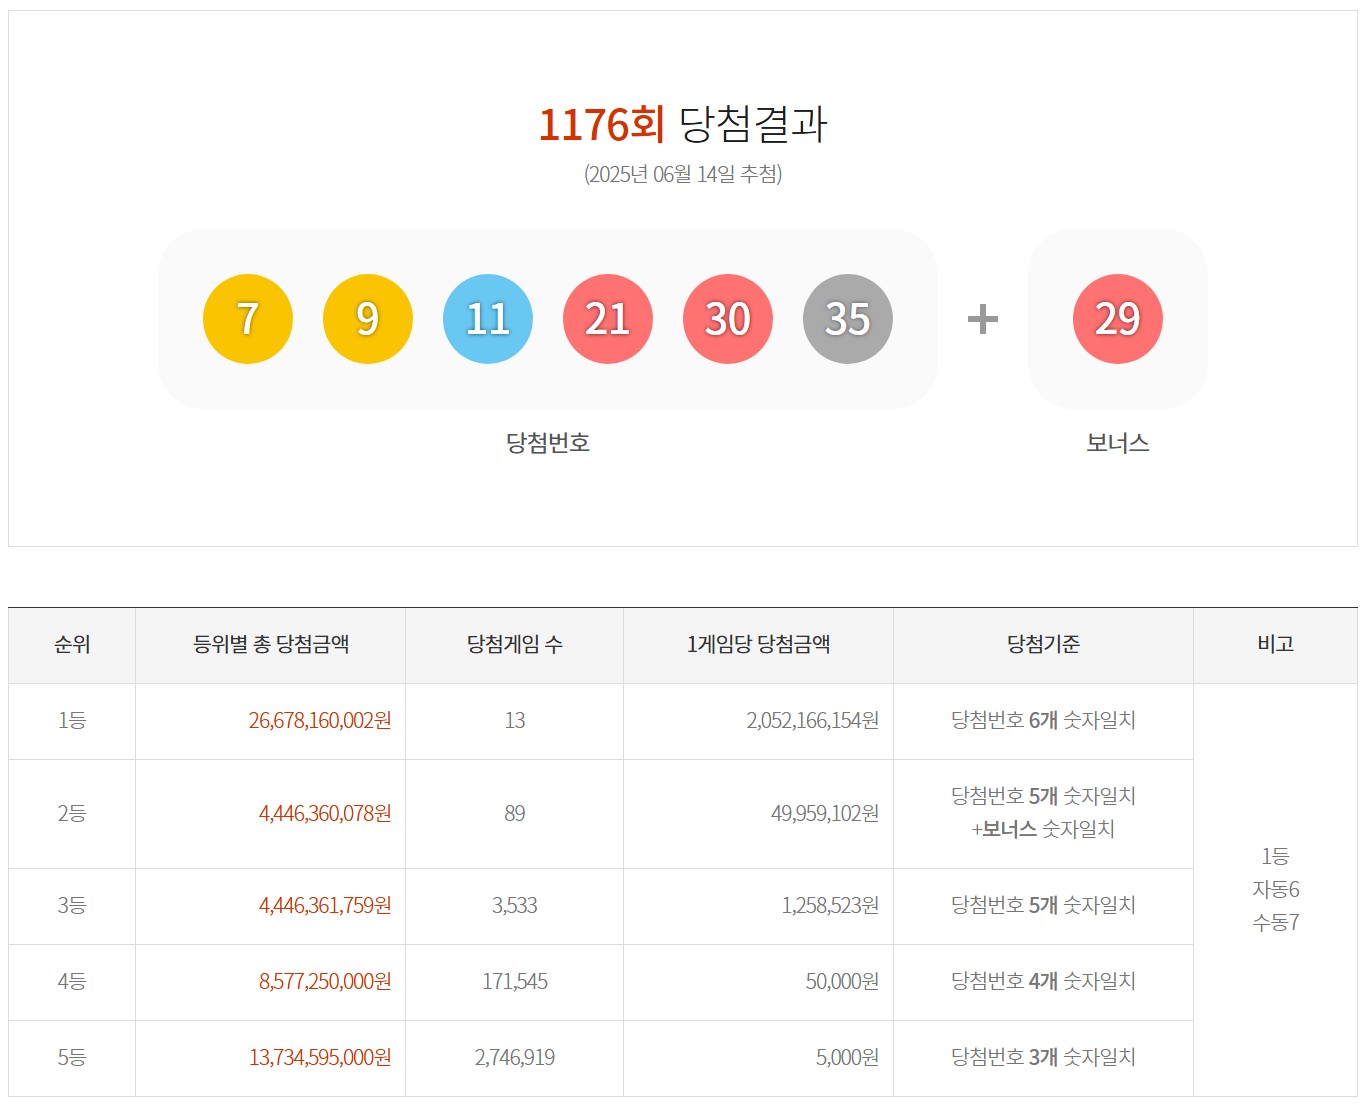 1176회 당첨결과
(2025년 06월 14일 추첨)
7 9 11 21 30 35 + 29
당첨번호 보너스
순위 등위별 총 당첨금액 당첨게임 수 1게임당 당첨금액 당첨기준 비고
1등 26,678,160,002원 13 2,052,166,154원 당첨번호 6개 숫자일치
2등 4,446,360,078원 89 49,959,102원 당첨번호 5개 숫자일치
+보너스 숫자일치
3등 4,446,361,759원 3,533 1,258,523원 당첨번호 5개 숫자일치
4등 8,577,250,000원 171,545 50,000원 당첨번호 4개 숫자일치
5등 13,734,595,000원 2,746,919 5,000원 당첨번호 3개 숫자일치
1등
자동6
수동7